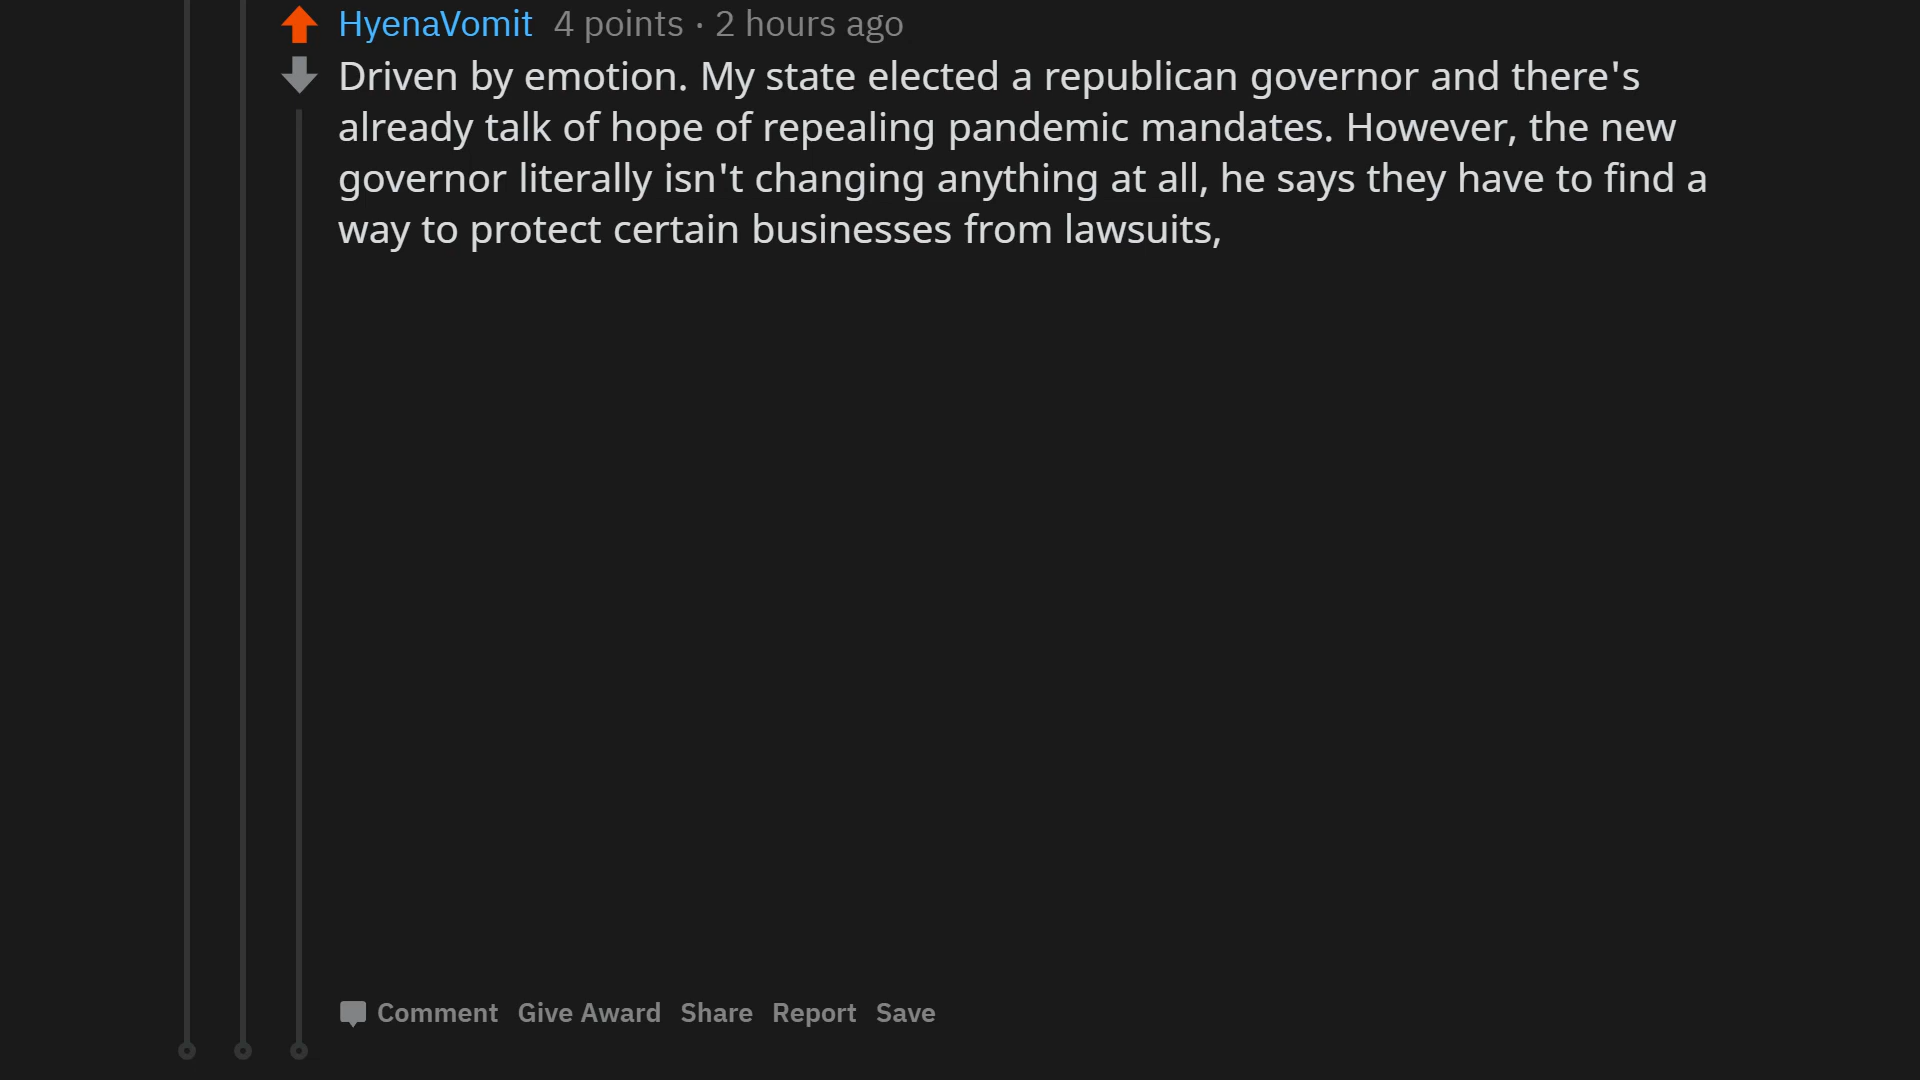 HyenaVomit 4 points · 2 hours ago
Driven by emotion. My state elected a republican governor and there's
already talk of hope of repealing pandemic mandates. However, the new
governor literally isn't changing anything at all, he says they have to find a
way to protect certain businesses from lawsuits,
Comment Give Award Share Report Save